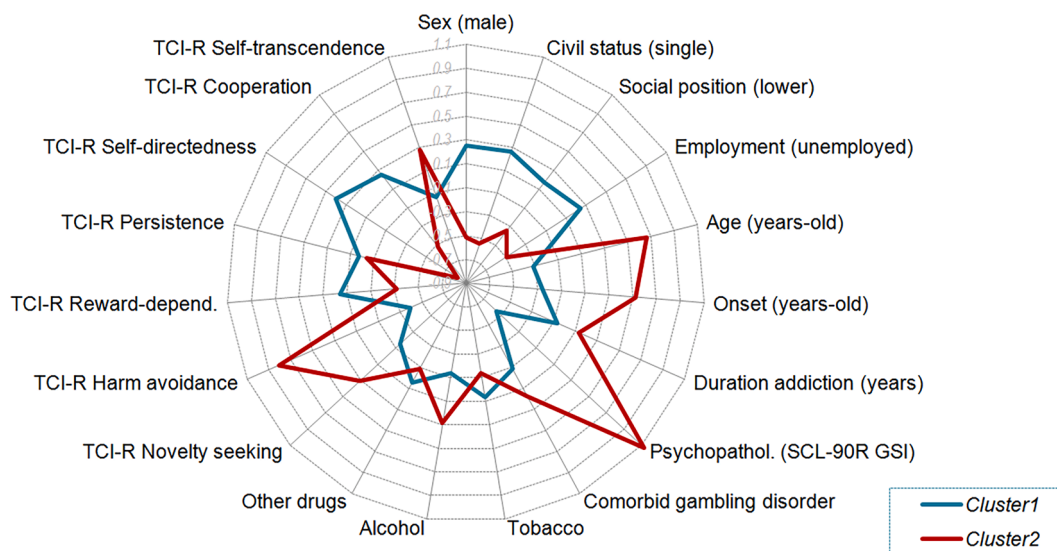 Sex (male)
TCI-R Self-transcendence
Civil status (single)
TCI-R Cooperation
Social position (lower)
TCI-R Self-directedness
Employment (unemployed)
TCI-R Persistence
Age (years-old)
TCI-R Reward-depend.
Onset (years-old)
TCI-R Harm avoidance
Duration addiction (years)
TCI-R Novelty seeking
Psychopathol. (SCL-90R GSI)
Other drugs
Comorbid gambling disorder
Alcohol
Tobacco
1.1
0.9
0.7
0.5
0.3
0.1
Cluster1
Cluster2